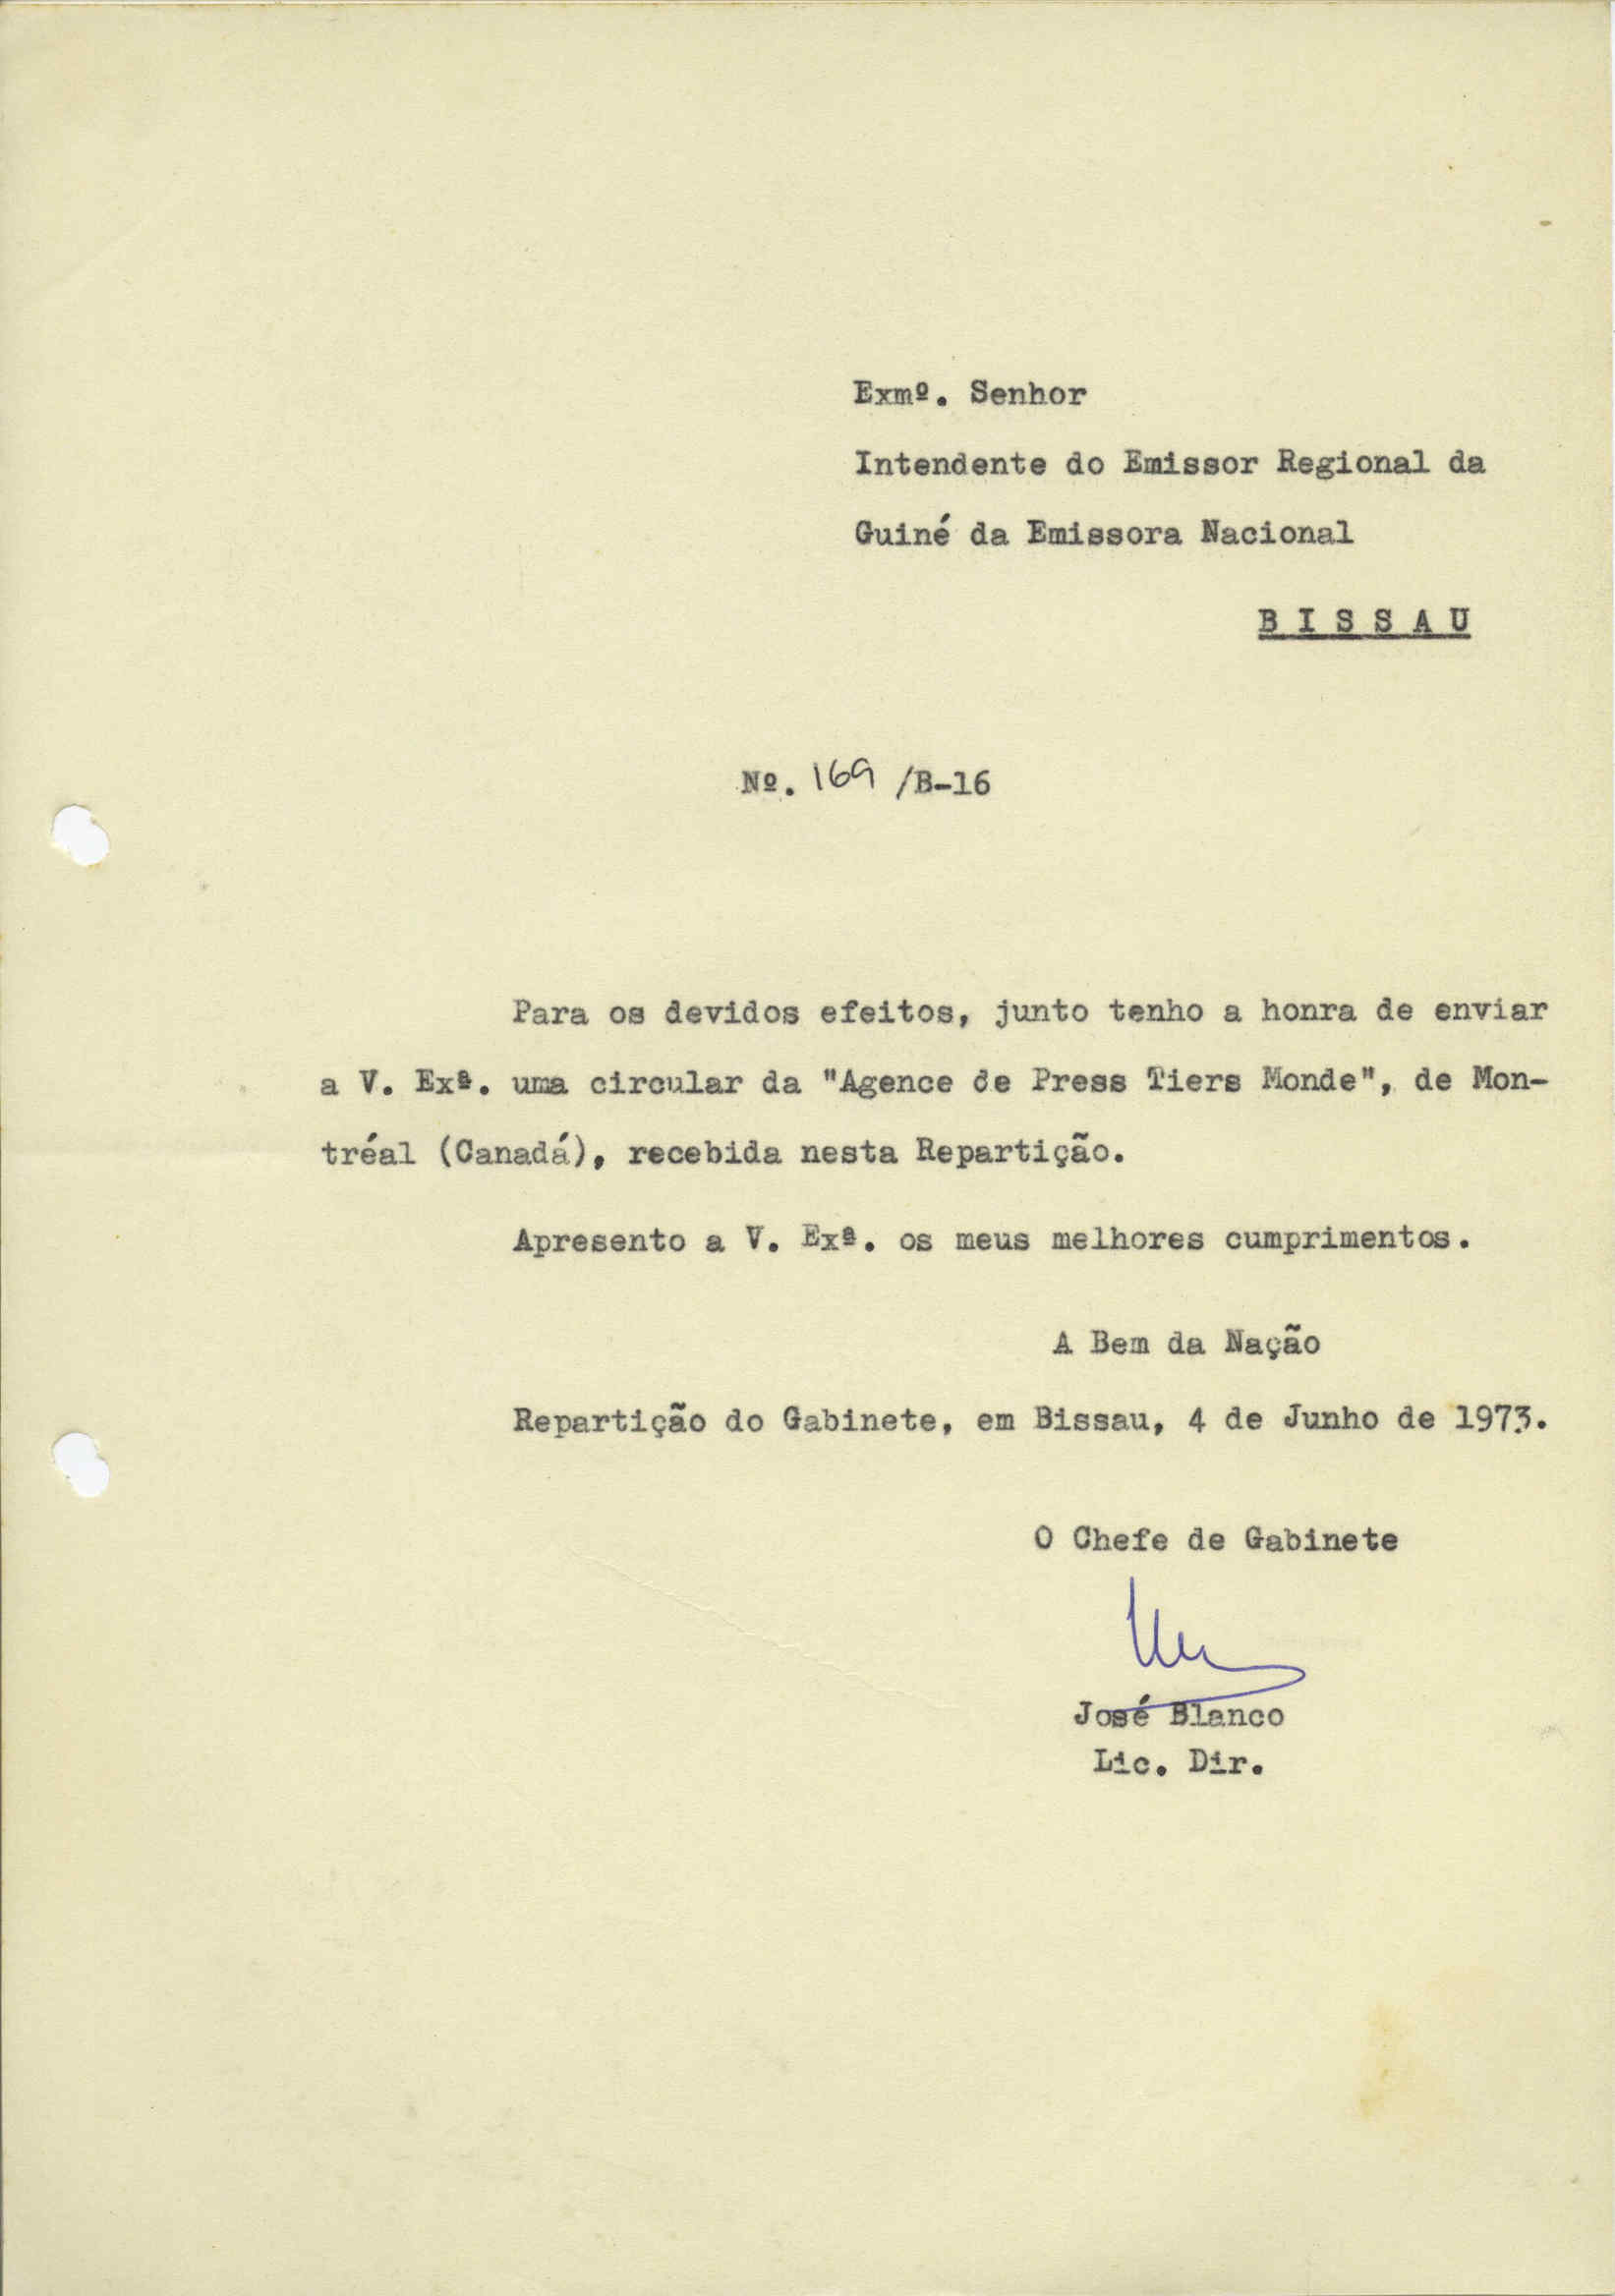 Exmº. Senhor
Intendente do Emissor Regional da
Guiné da Emissora Nacional
B I S S A U
Nº. 169 /B-16
Para os devidos efeitos, junto tenho a honra de enviar
a V. Exª. uma circular da "Agence de Press Tiers Monde", de Mon-
tréal (Canadá), recebida nesta Repartição.
Apresento a V. Exª. os meus melhores cumprimentos.
A Bem da Nação
Repartição do Gabinete, em Bissau, 4 de Junho de 1973.
O Chefe de Gabinete
José Blanco
Lic. Dir.